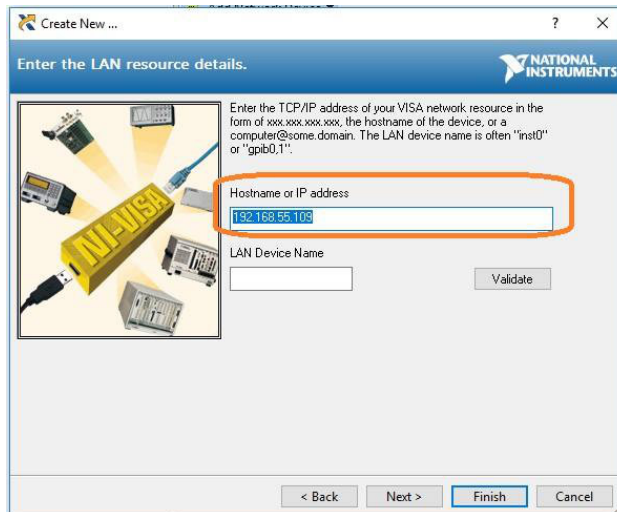 Create New ...
Enter the LAN resource details.
NATIONAL
INSTRUMENTS
Enter the TCP/IP address of your VISA network resource in the
form of xxx.xxx.xxx.xxx, the hostname of the device, or a
computer@some.domain. The LAN device name is often "inst0"
or "gpib0,1".
Hostname or IP address
192.168.55.109
LAN Device Name
Validate
NI-VISA
< Back Next > Finish Cancel